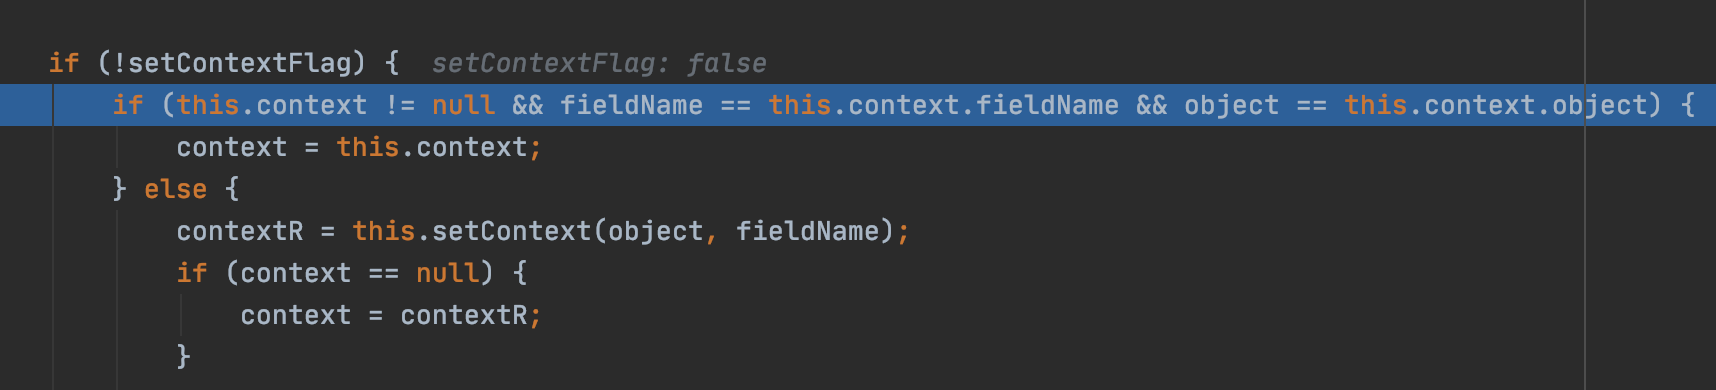 if (!setContextFlag) {  setContextFlag: false
if (this.context != null && fieldName == this.context.fieldName && object == this.context.object) {
context = this.context;
} else {
contextR = this.setContext(object, fieldName);
if (context == null) {
context = contextR;
}